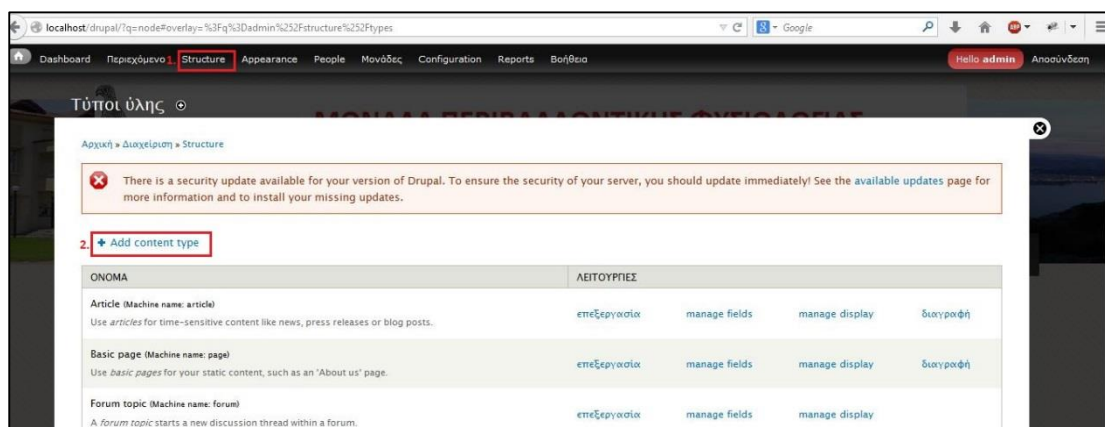 localhost/drupal/?q=node#overlay=%3Fq%3Dadmin%252Fstructure%252Ftypes
Google
Dashboard Περιεχόμενο 1. Structure Appearance People Μονάδες Configuration Reports Βοήθεια Hello admin Αποσύνδεση
Τύποι ύλης
ΜΟΝΑΔΑ ΠΕΡΙΒΑΛΛΟΝΤΙΚΗΣ ΦΥΣΙΟΛΟΓΙΑΣ
Αρχική » Διαχείριση » Structure
There is a security update available for your version of Drupal. To ensure the security of your server, you should update immediately! See the available updates page for
more information and to install your missing updates.
2. + Add content type
ΟΝΟΜΑ ΛΕΙΤΟΥΡΓΙΕΣ
Article (Machine name: article)
Use articles for time-sensitive content like news, press releases or blog posts.
επεξεργασία manage fields manage display διαγραφή
Basic page (Machine name: page)
Use basic pages for your static content, such as an 'About us' page.
επεξεργασία manage fields manage display διαγραφή
Forum topic (Machine name: forum)
A forum topic starts a new discussion thread within a forum.
επεξεργασία manage fields manage display